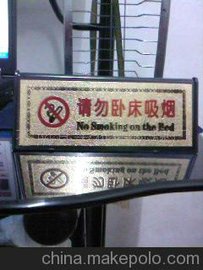 请勿卧床吸烟
No Smoking on the Bed
china.makepolo.com